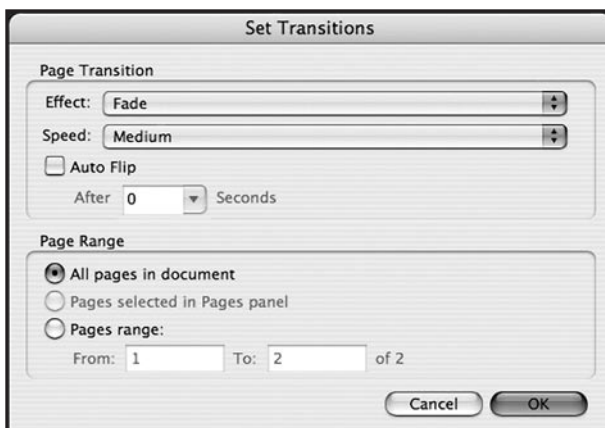 Set Transitions
Page Transition
Effect: Fade
Speed: Medium
Auto Flip
After 0 Seconds
Page Range
All pages in document
Pages selected in Pages panel
Pages range:
From: 1 To: 2 of 2
Cancel OK